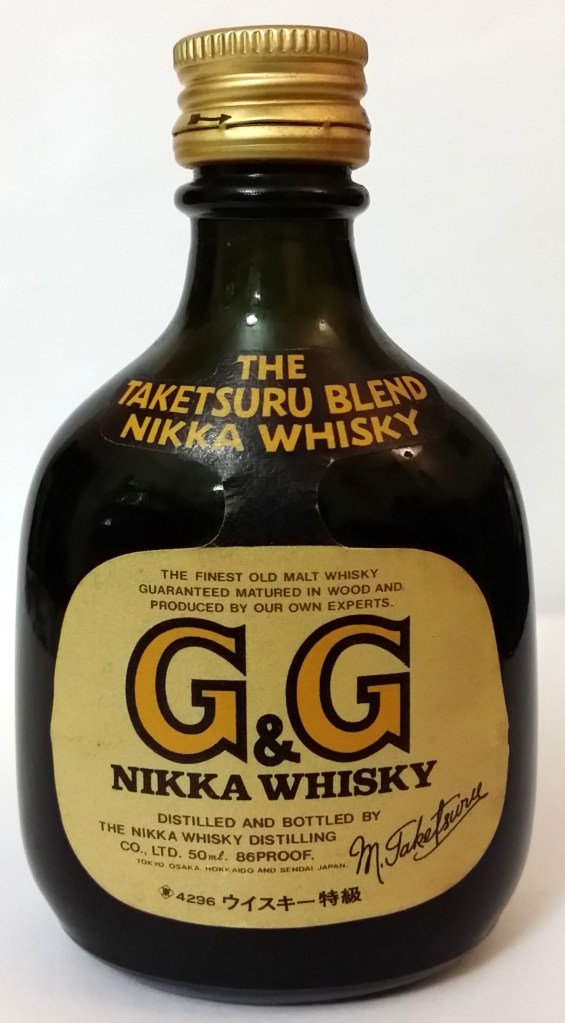 THE
TAKETSURU BLEND
NIKKA WHISKY
THE FINEST OLD MALT WHISKY
GUARANTEED MATURED IN WOOD AND
PRODUCED BY OUR OWN EXPERTS.
G&G
NIKKA WHISKY
DISTILLED AND BOTTLED BY
THE NIKKA WHISKY DISTILLING
CO., LTD. 50ml. 86PROOF.
TOKYO, OSAKA, HOKKAIDO AND SENDAI, JAPAN.
M. Taketsuru
4296 ウイスキー特級